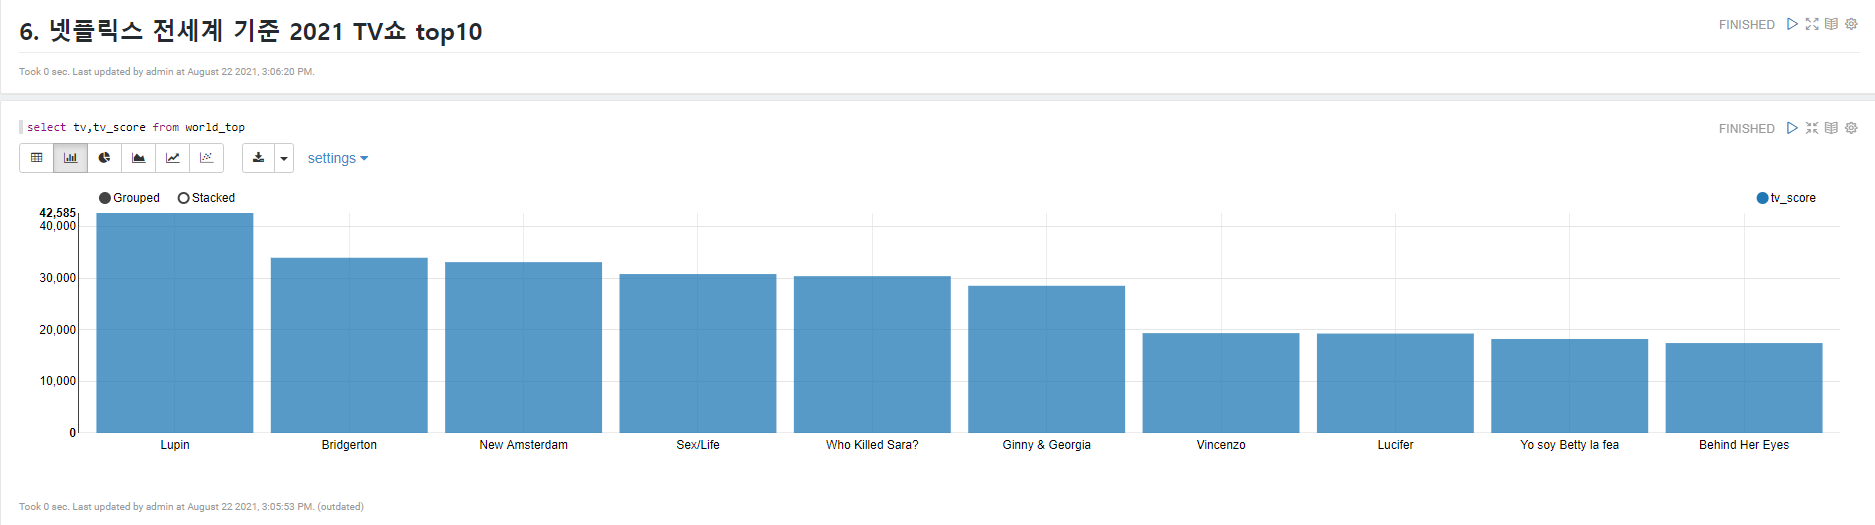 6. 넷플릭스 전세계 기준 2021 TV쇼 top10
FINISHED
Took 0 sec. Last updated by admin at August 22 2021, 3:06:20 PM.
select tv,tv_score from world_top
FINISHED
settings
Grouped Stacked
tv_score
42,585
40,000
30,000
20,000
10,000
0
Lupin Bridgerton New Amsterdam Sex/Life Who Killed Sara? Ginny & Georgia Vincenzo Lucifer Yo soy Betty la fea Behind Her Eyes
Took 0 sec. Last updated by admin at August 22 2021, 3:05:53 PM. (outdated)